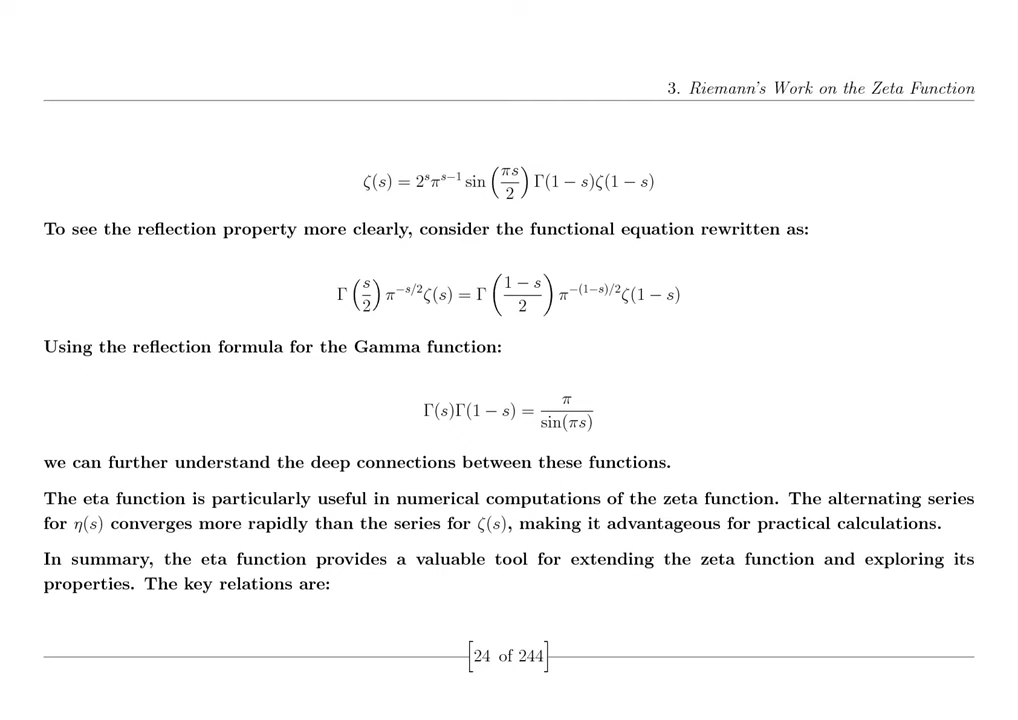 3. Riemann's Work on the Zeta Function
ζ(s) = 2^s π^{s−1} sin (πs/2) Γ(1 − s)ζ(1 − s)
To see the reflection property more clearly, consider the functional equation rewritten as:
Γ (s/2) π^{−s/2} ζ(s) = Γ ((1 − s)/2) π^{−(1−s)/2} ζ(1 − s)
Using the reflection formula for the Gamma function:
Γ(s)Γ(1 − s) = π/sin(πs)
we can further understand the deep connections between these functions.
The eta function is particularly useful in numerical computations of the zeta function. The alternating series
for η(s) converges more rapidly than the series for ζ(s), making it advantageous for practical calculations.
In summary, the eta function provides a valuable tool for extending the zeta function and exploring its
properties. The key relations are:
[24 of 244]